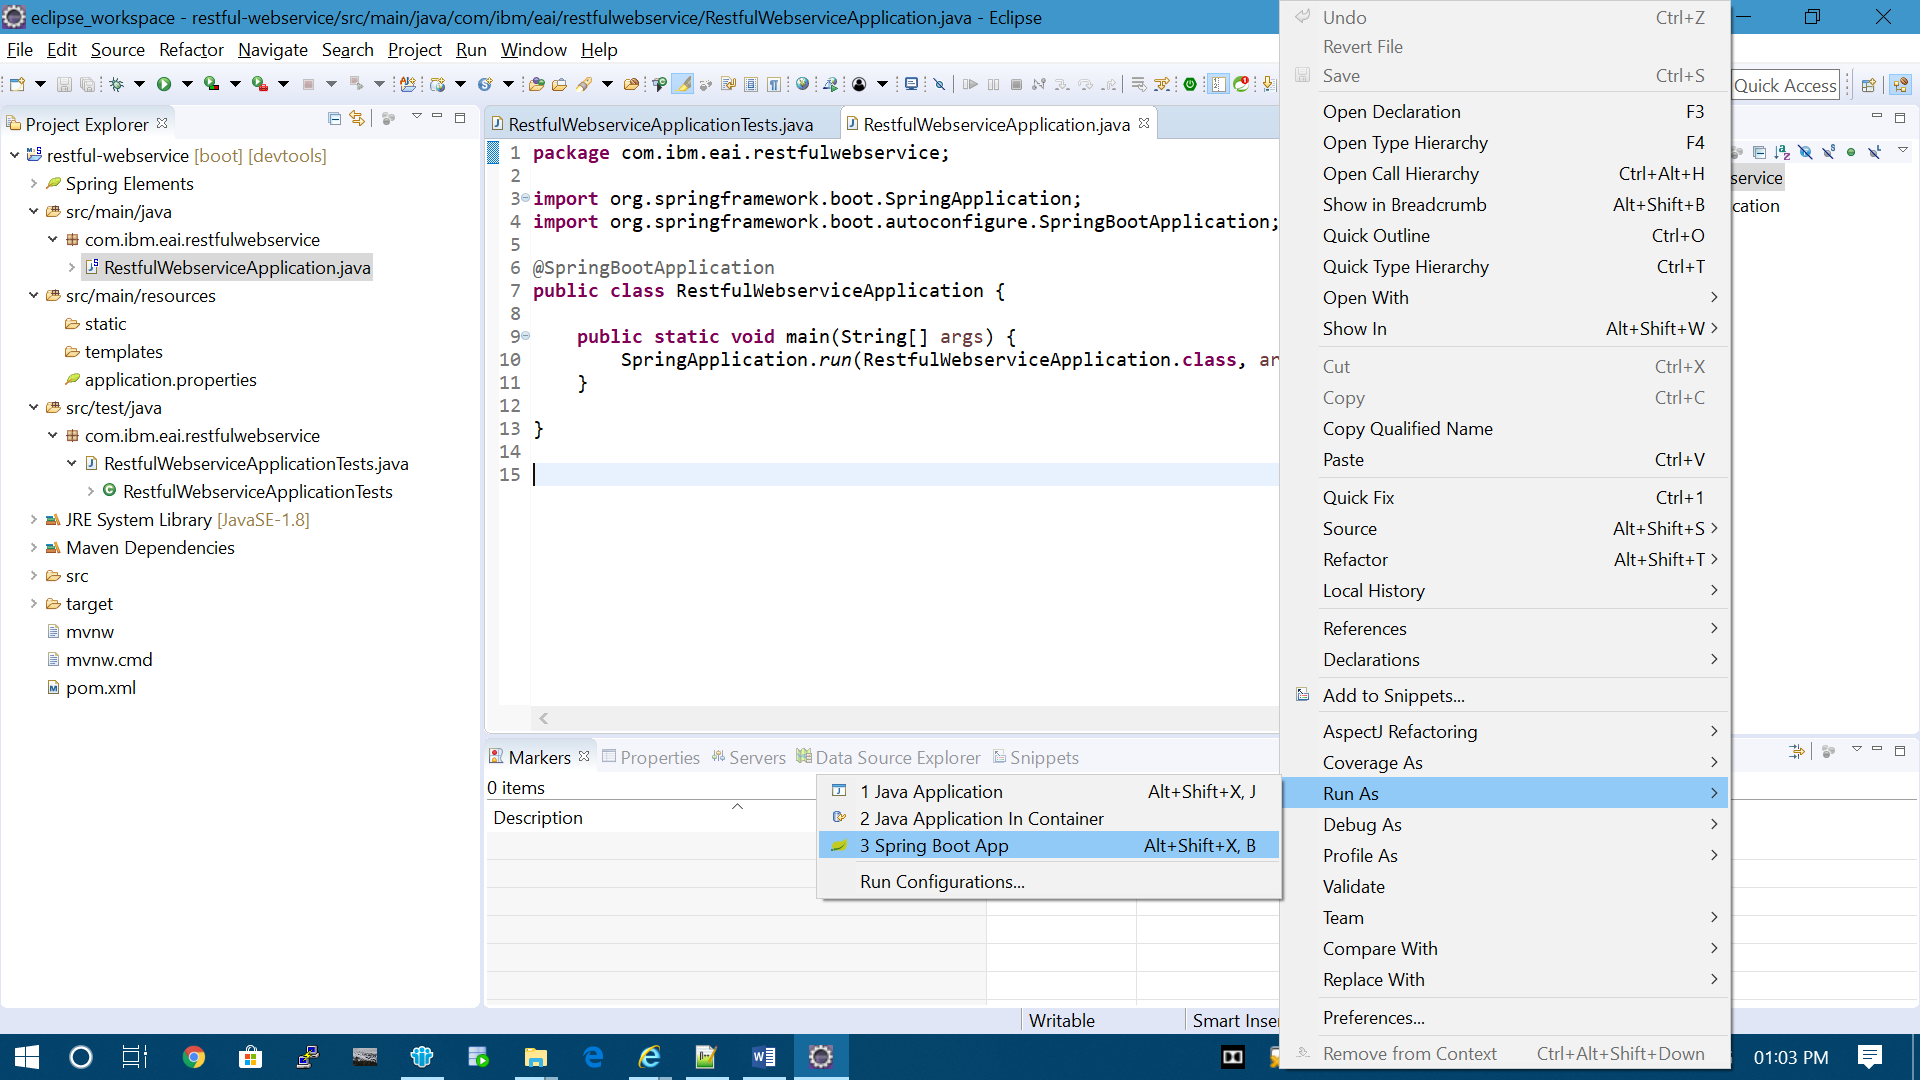 eclipse_workspace - restful-webservice/src/main/java/com/ibm/eai/restfulwebservice/RestfulWebserviceApplication.java - Eclipse
File Edit Source Refactor Navigate Search Project Run Window Help
Quick Access
Project Explorer
restful-webservice [boot] [devtools]
Spring Elements
src/main/java
com.ibm.eai.restfulwebservice
RestfulWebserviceApplication.java
src/main/resources
static
templates
application.properties
src/test/java
com.ibm.eai.restfulwebservice
RestfulWebserviceApplicationTests.java
RestfulWebserviceApplicationTests
JRE System Library [JavaSE-1.8]
Maven Dependencies
src
target
mvnw
mvnw.cmd
pom.xml
RestfulWebserviceApplicationTests.java
RestfulWebserviceApplication.java
1 package com.ibm.eai.restfulwebservice;
2
3 import org.springframework.boot.SpringApplication;
4 import org.springframework.boot.autoconfigure.SpringBootApplication;
5
6 @SpringBootApplication
7 public class RestfulWebserviceApplication {
8
9 public static void main(String[] args) {
10 SpringApplication.run(RestfulWebserviceApplication.class, ar
11 }
12
13 }
14
15
Markers Properties Servers Data Source Explorer Snippets
0 items
Description
1 Java Application Alt+Shift+X, J
2 Java Application In Container
3 Spring Boot App Alt+Shift+X, B
Run Configurations...
Undo Ctrl+Z
Revert File
Save Ctrl+S
Open Declaration F3
Open Type Hierarchy F4
Open Call Hierarchy Ctrl+Alt+H
Show in Breadcrumb Alt+Shift+B
Quick Outline Ctrl+O
Quick Type Hierarchy Ctrl+T
Open With
Show In Alt+Shift+W
Cut Ctrl+X
Copy Ctrl+C
Copy Qualified Name
Paste Ctrl+V
Quick Fix Ctrl+1
Source Alt+Shift+S
Refactor Alt+Shift+T
Local History
References
Declarations
Add to Snippets...
AspectJ Refactoring
Coverage As
Run As
Debug As
Profile As
Validate
Team
Compare With
Replace With
Preferences...
Remove from Context Ctrl+Alt+Shift+Down
service
cation
Writable
Smart Inser
01:03 PM